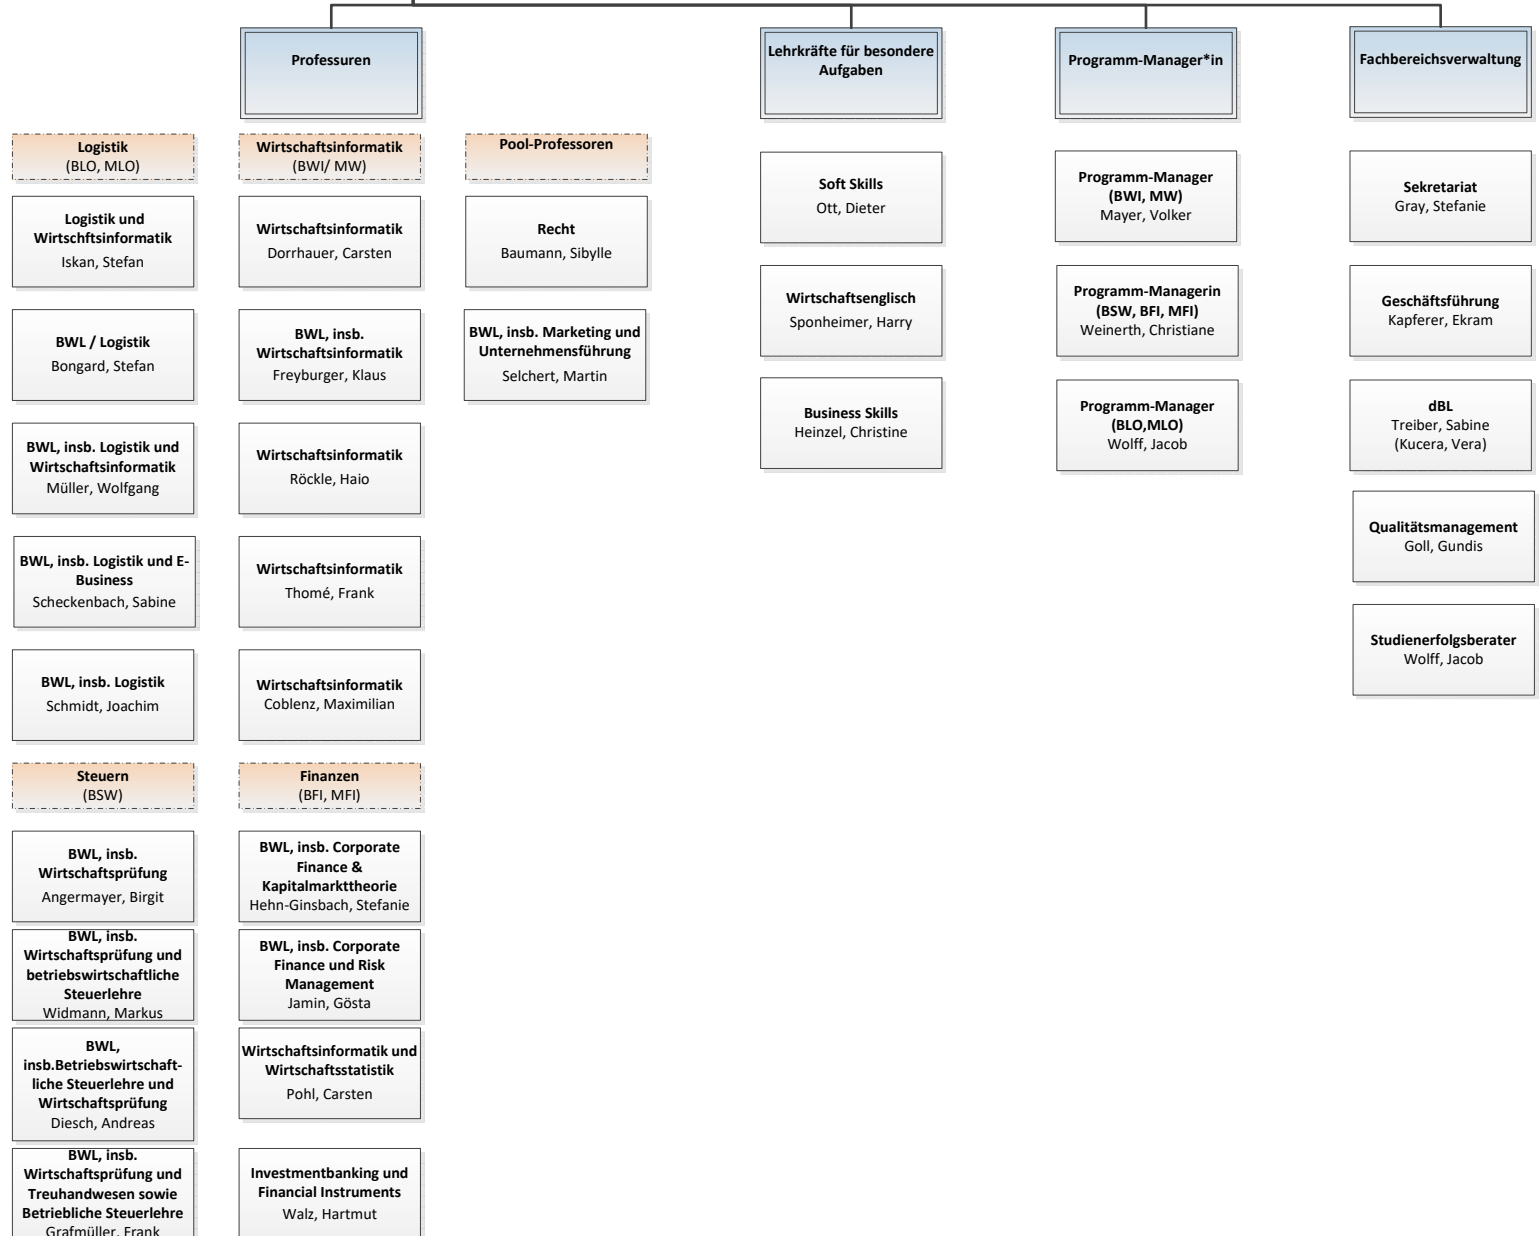 Professuren
Lehrkräfte für besondere
Aufgaben
Programm-Manager*in
Fachbereichsverwaltung
Logistik
(BLO, MLO)
Logistik und
Wirtschftsinformatik
Iskan, Stefan
BWL / Logistik
Bongard, Stefan
BWL, insb. Logistik und
Wirtschaftsinformatik
Müller, Wolfgang
BWL, insb. Logistik und E-
Business
Scheckenbach, Sabine
BWL, insb. Logistik
Schmidt, Joachim
Steuern
(BSW)
BWL, insb.
Wirtschaftsprüfung
Angermayer, Birgit
BWL, insb.
Wirtschaftsprüfung und
betriebswirtschaftliche
Steuerlehre
Widmann, Markus
BWL,
insb.Betriebswirtschaft-
liche Steuerlehre und
Wirtschaftsprüfung
Diesch, Andreas
BWL, insb.
Wirtschaftsprüfung und
Treuhandwesen sowie
Betriebliche Steuerlehre
Grafmüller, Frank
Wirtschaftsinformatik
(BWI/ MW)
Wirtschaftsinformatik
Dorrhauer, Carsten
BWL, insb.
Wirtschaftsinformatik
Freyburger, Klaus
Wirtschaftsinformatik
Röckle, Haio
Wirtschaftsinformatik
Thomé, Frank
Wirtschaftsinformatik
Coblenz, Maximilian
Finanzen
(BFI, MFI)
BWL, insb. Corporate
Finance &
Kapitalmarkttheorie
Hehn-Ginsbach, Stefanie
BWL, insb. Corporate
Finance und Risk
Management
Jamin, Gösta
Wirtschaftsinformatik und
Wirtschaftsstatistik
Pohl, Carsten
Investmentbanking und
Financial Instruments
Walz, Hartmut
Pool-Professoren
Recht
Baumann, Sibylle
BWL, insb. Marketing und
Unternehmensführung
Selchert, Martin
Soft Skills
Ott, Dieter
Wirtschaftsenglisch
Sponheimer, Harry
Business Skills
Heinzel, Christine
Programm-Manager
(BWI, MW)
Mayer, Volker
Programm-Managerin
(BSW, BFI, MFI)
Weinerth, Christiane
Programm-Manager
(BLO,MLO)
Wolff, Jacob
Sekretariat
Gray, Stefanie
Geschäftsführung
Kapferer, Ekram
dBL
Treiber, Sabine
(Kucera, Vera)
Qualitätsmanagement
Goll, Gundis
Studienerfolgsberater
Wolff, Jacob